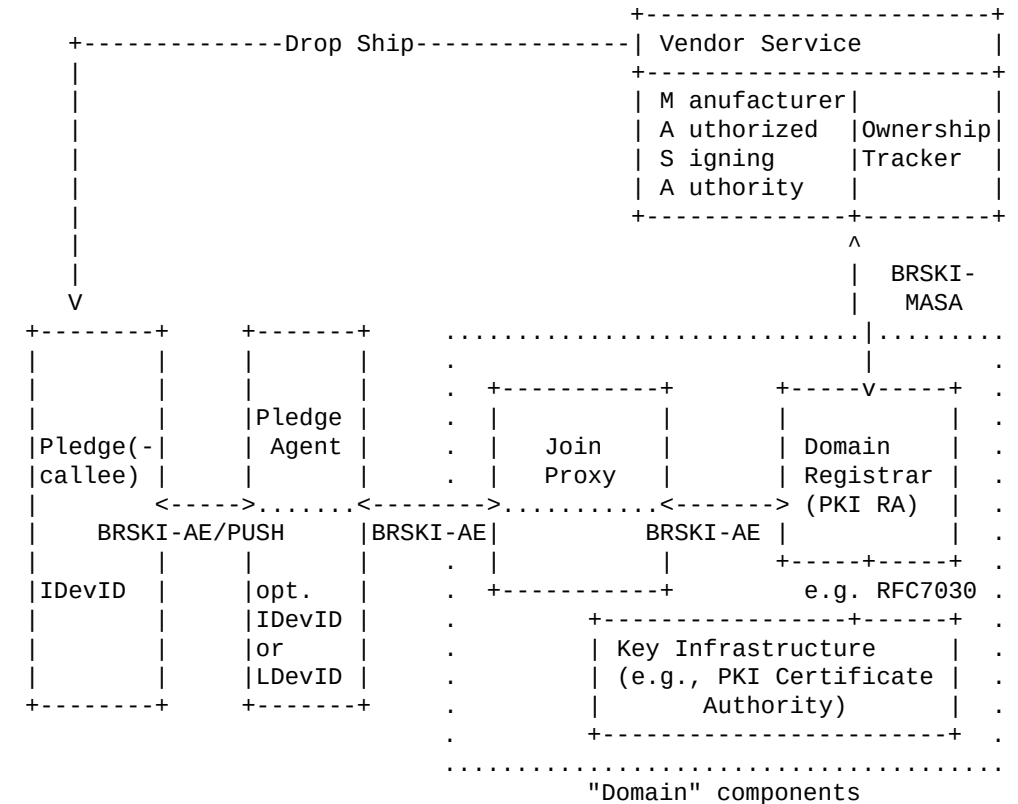 Drop Ship Vendor Service
M anufacturer
A uthorized Ownership
S igning Tracker
A uthority
BRSKI-
MASA
Pledge
Pledge(- Agent Join Domain
callee) Proxy Registrar
(PKI RA)
BRSKI-AE/PUSH BRSKI-AE BRSKI-AE
IDevID opt. e.g. RFC7030
IDevID
or Key Infrastructure
LDevID (e.g., PKI Certificate
Authority)
"Domain" components